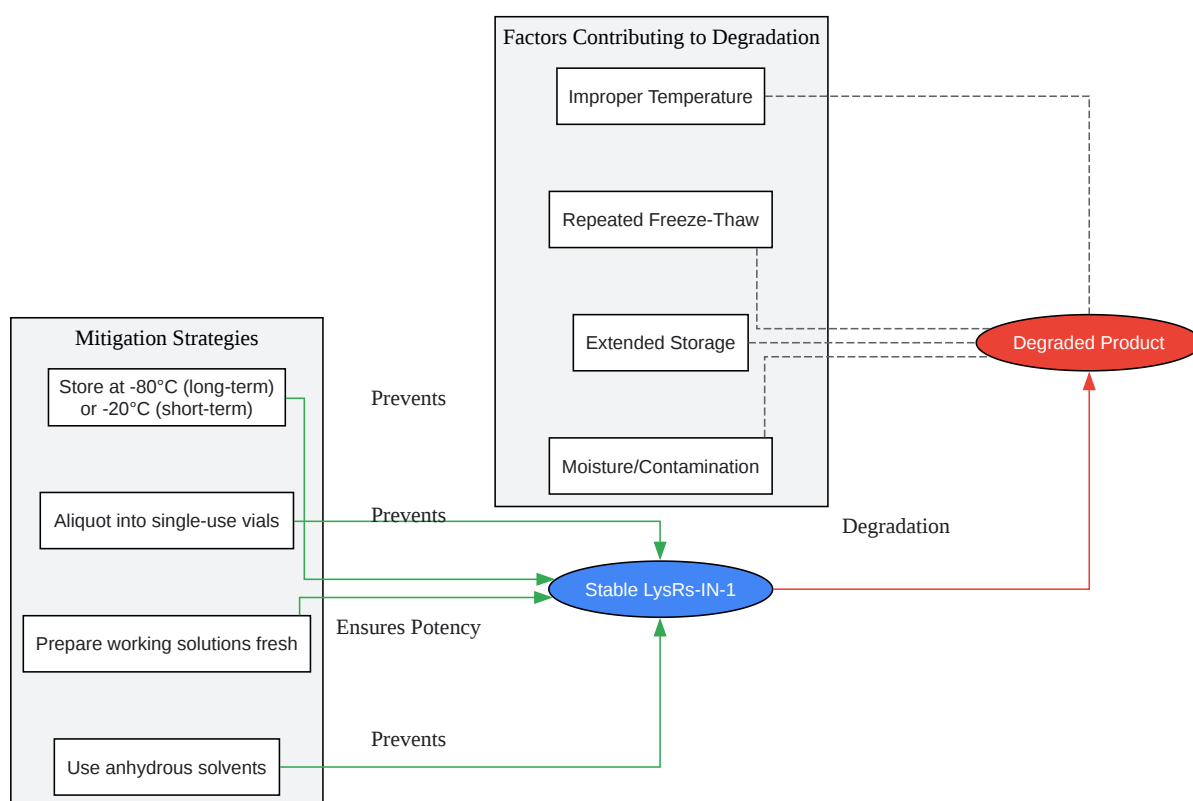 Factors Contributing to Degradation
Improper Temperature
Repeated Freeze-Thaw
Extended Storage
Moisture/Contamination
Degraded Product
Mitigation Strategies
Store at -80°C (long-term)
or -20°C (short-term)
Aliquot into single-use vials
Prepare working solutions fresh
Use anhydrous solvents
Prevents
Prevents
Ensures Potency
Prevents
Stable LysRs-IN-1
Degradation